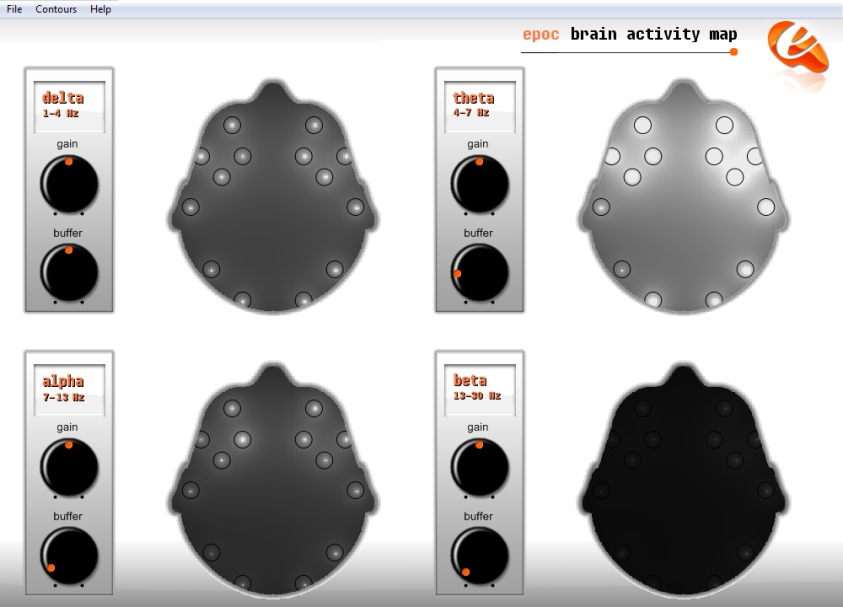 File Contours Help
epoc brain activity map
delta
1-4 Hz
gain
buffer
theta
4-7 Hz
gain
buffer
alpha
7-13 Hz
gain
buffer
beta
13-30 Hz
gain
buffer